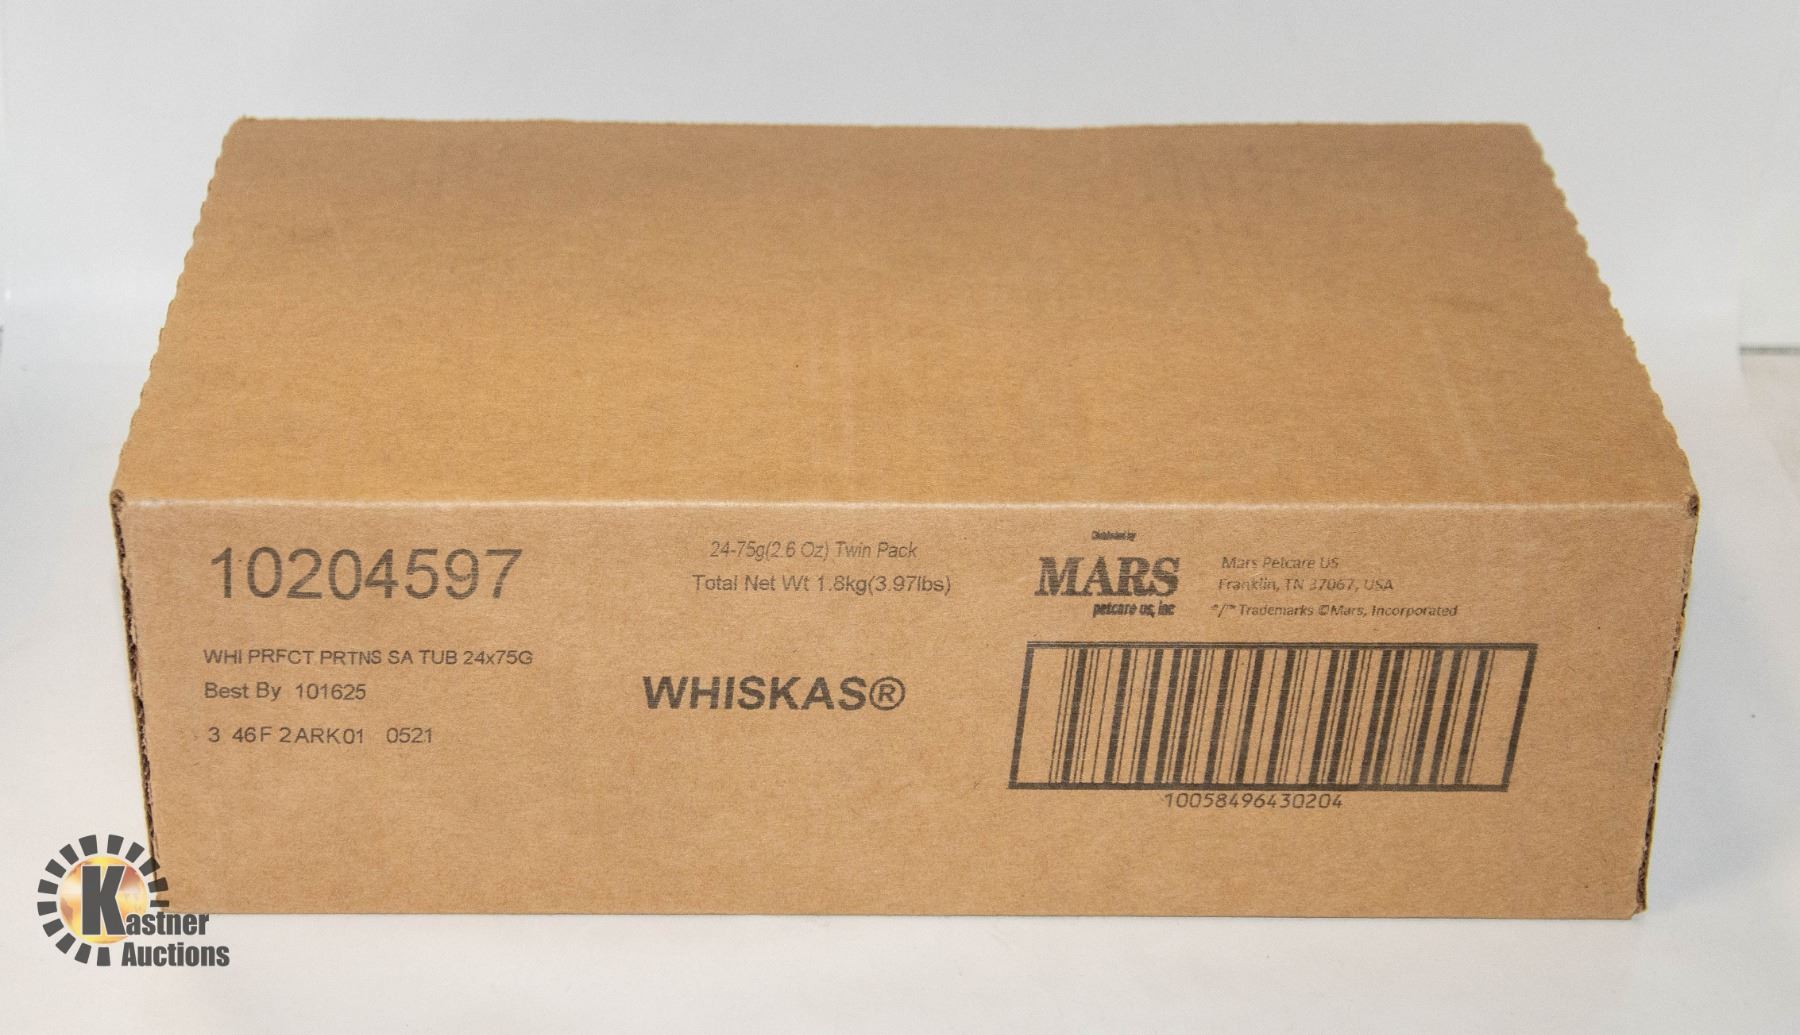 10204597
WHI PRFCT PRTNS SA TUB 24x75G
Best By 101625
3 46F 2ARK01 0521
24-75g(2.6 Oz) Twin Pack
Total Net Wt 1.8kg(3.97lbs)
WHISKAS®
Distributed by
MARS
petcare us, inc
Mars Petcare US
Franklin, TN 37067, USA
®/™ Trademarks ©Mars, Incorporated
10058496430204
Kastner
Auctions